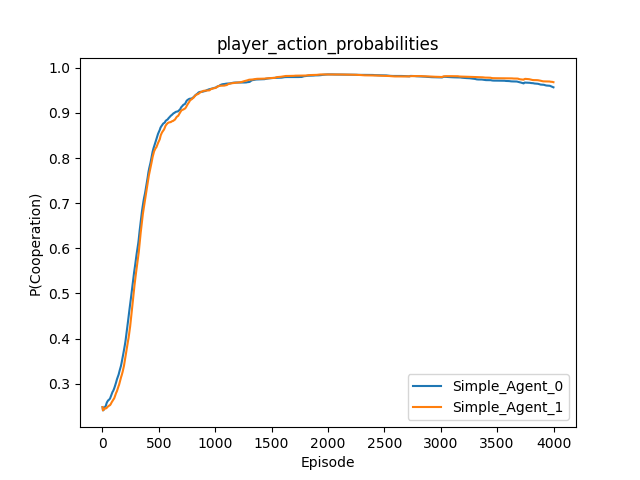 player_action_probabilities
P(Cooperation)
1.0
0.9
0.8
0.7
0.6
0.5
0.4
0.3
Simple_Agent_0
Simple_Agent_1
0 500 1000 1500 2000 2500 3000 3500 4000
Episode